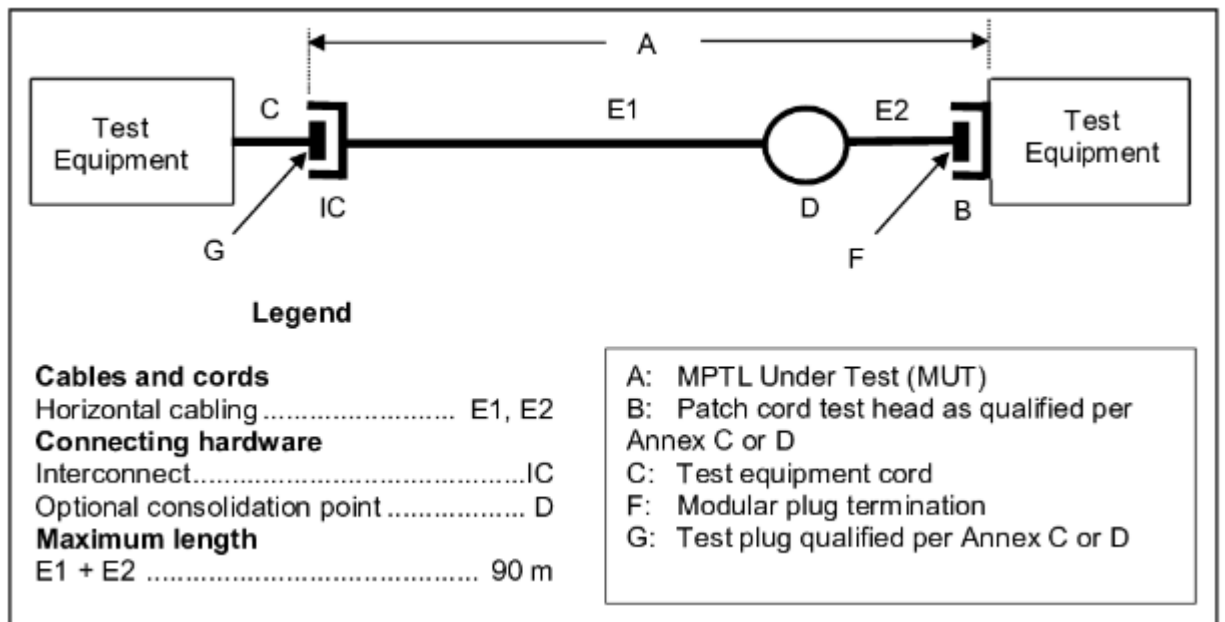 A
C
E1
E2
Test
Equipment
Test
Equipment
IC
D
B
G
F
Legend
Cables and cords
Horizontal cabling .......................... E1, E2
Connecting hardware
Interconnect.............................................IC
Optional consolidation point ................... D
Maximum length
E1 + E2 ............................................ 90 m
A: MPTL Under Test (MUT)
B: Patch cord test head as qualified per
Annex C or D
C: Test equipment cord
F: Modular plug termination
G: Test plug qualified per Annex C or D